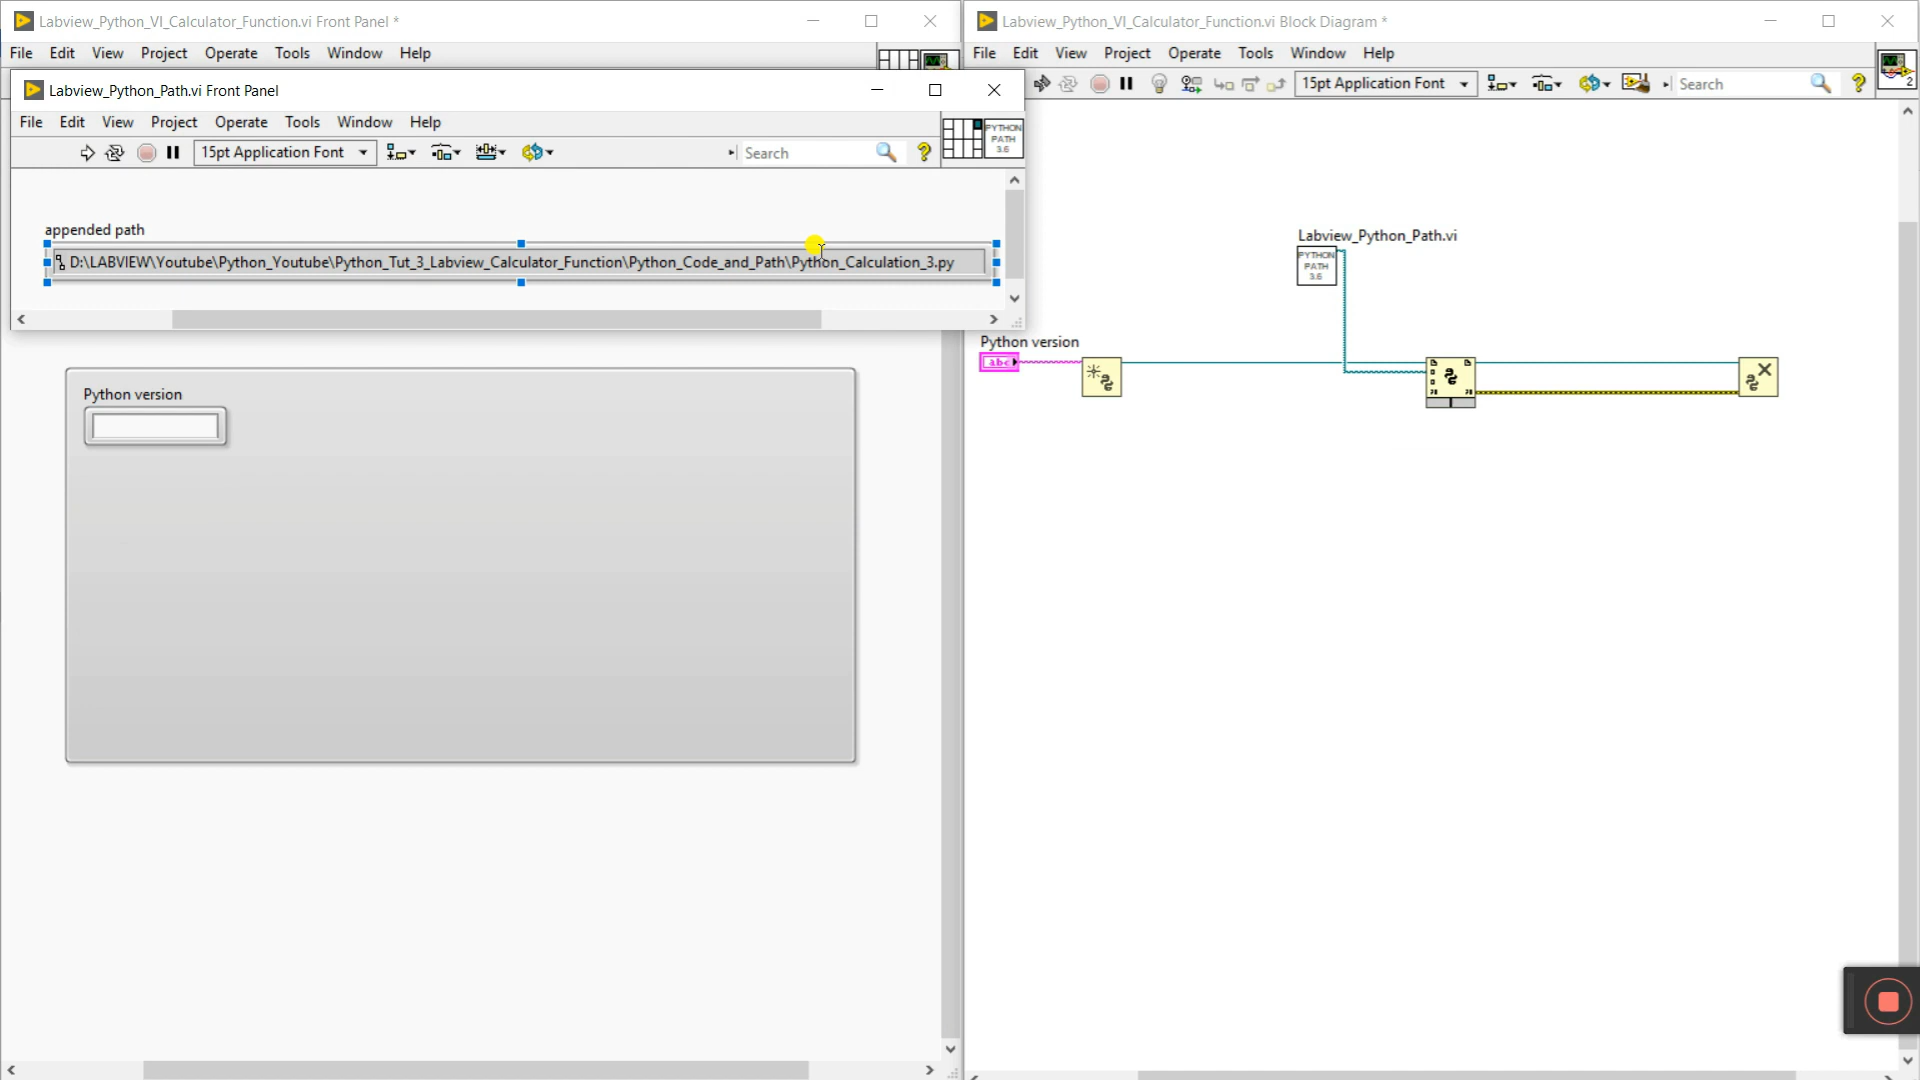 Labview_Python_VI_Calculator_Function.vi Front Panel *
File Edit View Project Operate Tools Window Help
Labview_Python_Path.vi Front Panel
File Edit View Project Operate Tools Window Help
15pt Application Font
Search
PYTHON
PATH
3.6
appended path
D:\LABVIEW\Youtube\Python_Youtube\Python_Tut_3_Labview_Calculator_Function\Python_Code_and_Path\Python_Calculation_3.py
Python version
Labview_Python_VI_Calculator_Function.vi Block Diagram *
File Edit View Project Operate Tools Window Help
15pt Application Font
Search
2
Labview_Python_Path.vi
PYTHON
PATH
3.6
Python version
abc